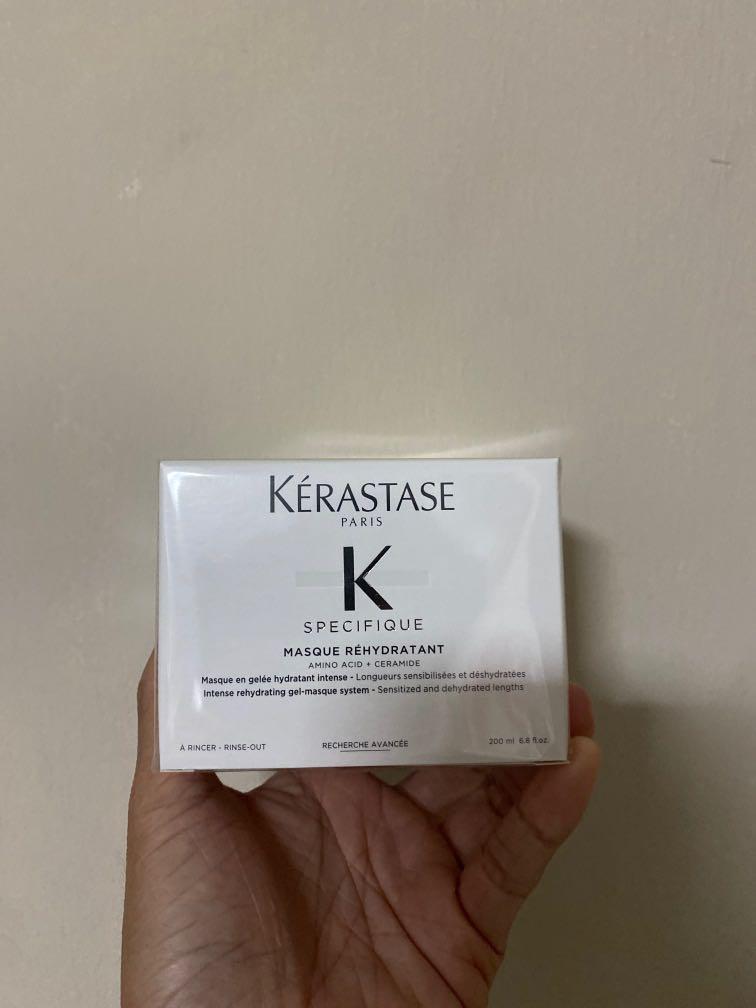 KÉRASTASE
PARIS
K
SPECIFIQUE
MASQUE RÉHYDRATANT
AMINO ACID + CERAMIDE
Masque en gelée hydratant intense - Longueurs sensibilisées et déshydratées
Intense rehydrating gel-masque system - Sensitized and dehydrated lengths
À RINCER - RINSE-OUT RECHERCHE AVANCÉE 200 ml 6.8 fl.oz.